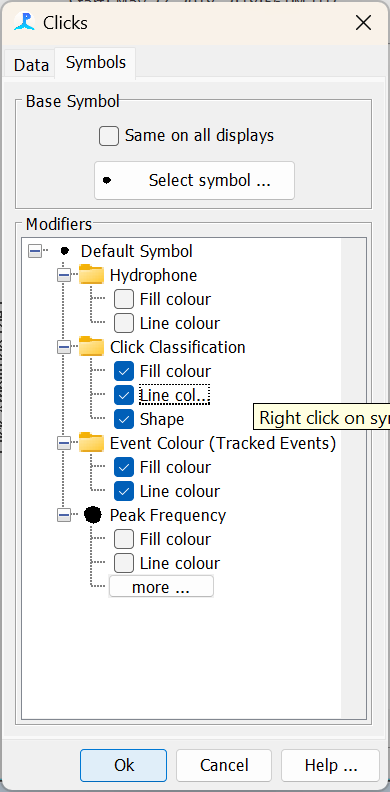 Clicks
Data
Symbols
Base Symbol
Same on all displays
Select symbol ...
Modifiers
Default Symbol
Hydrophone
Fill colour
Line colour
Click Classification
Fill colour
Line col...
Right click on sy
Shape
Event Colour (Tracked Events)
Fill colour
Line colour
Peak Frequency
Fill colour
Line colour
more ...
Ok
Cancel
Help ...